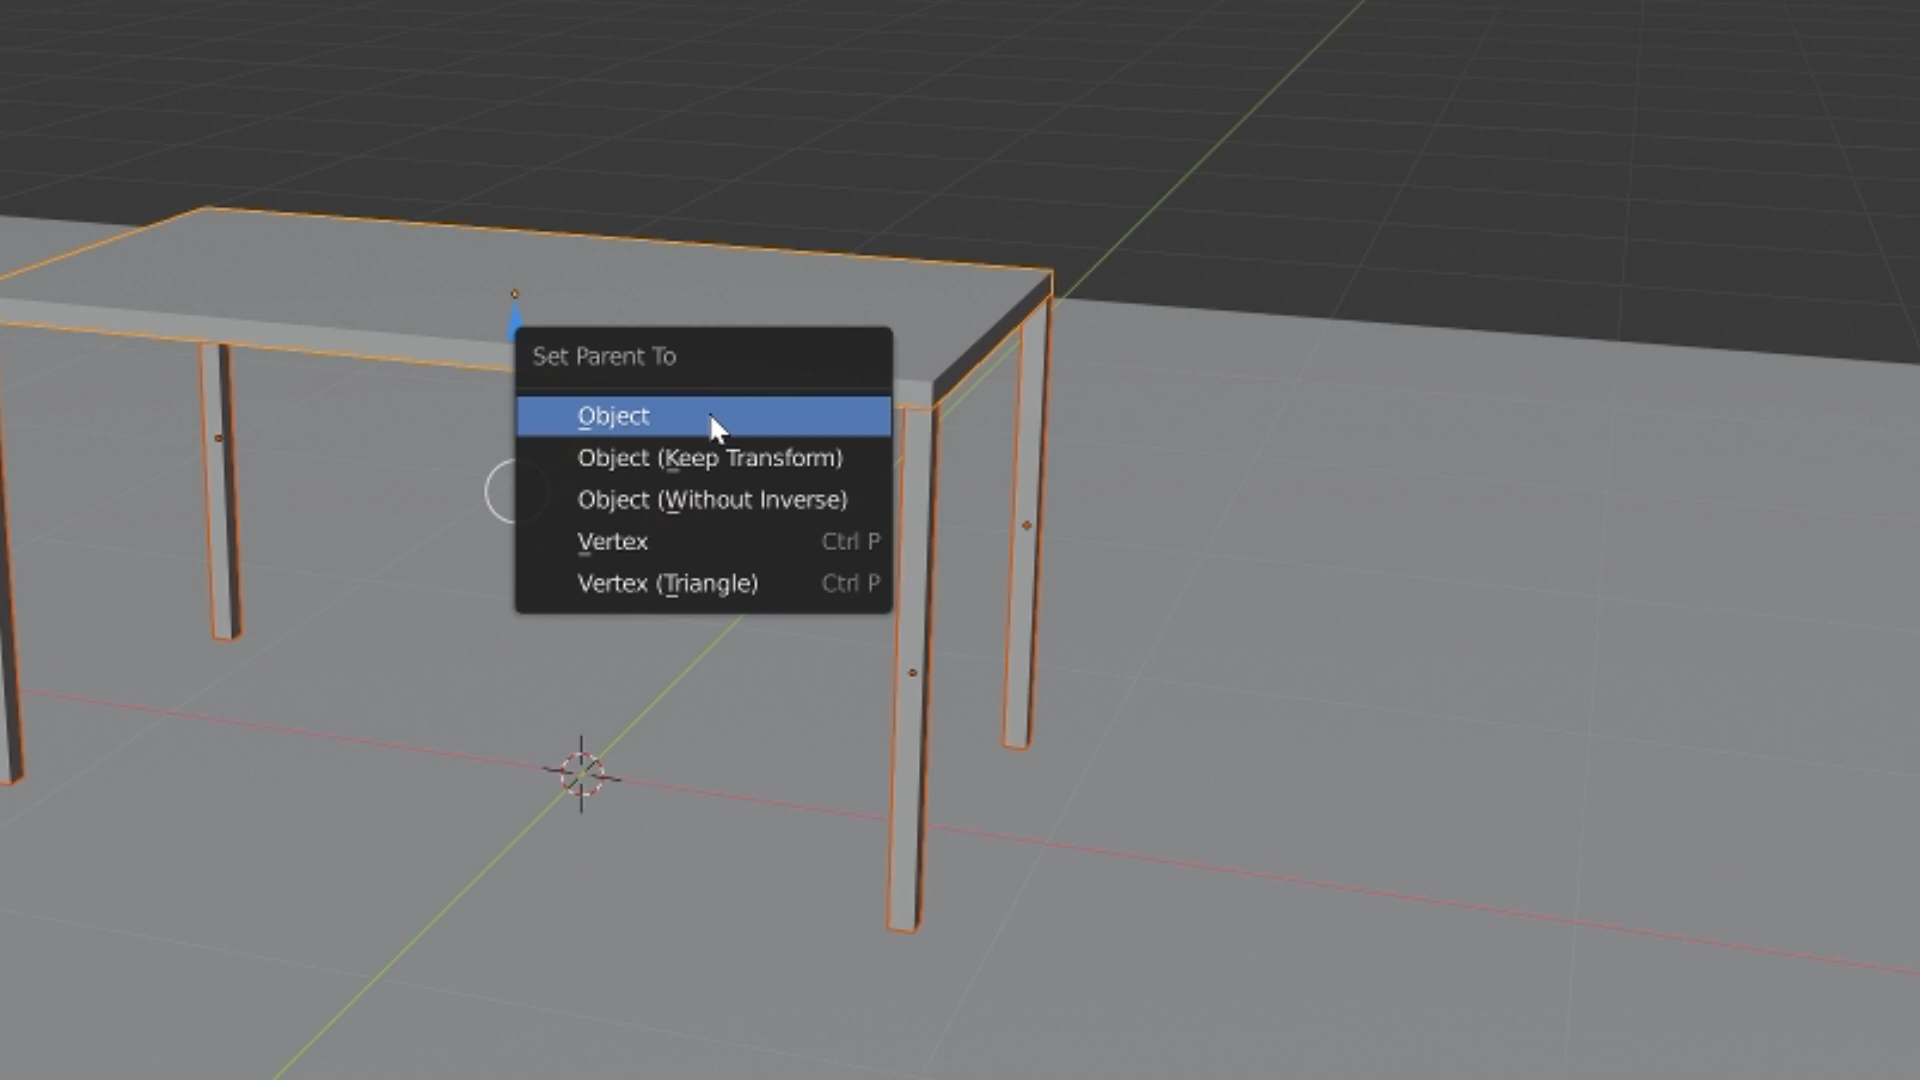 Set Parent To
Object
Object (Keep Transform)
Object (Without Inverse)
Vertex Ctrl P
Vertex (Triangle) Ctrl P